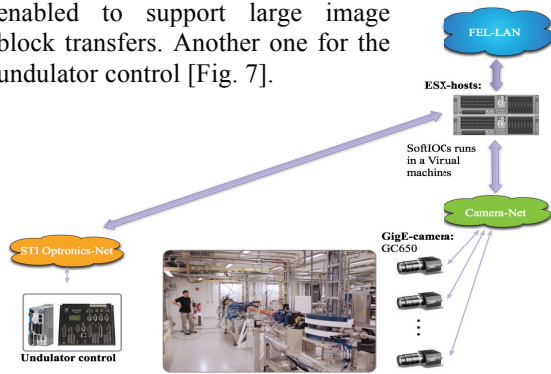 enabled to support large image
block transfers. Another one for the
undulator control [Fig. 7].
FEL-LAN
ESX-hosts:
SoftIOCs runs
in a Virual
machines
Camera-Net
STI Optronics-Net
GigE-camera:
GC650
Undulator control